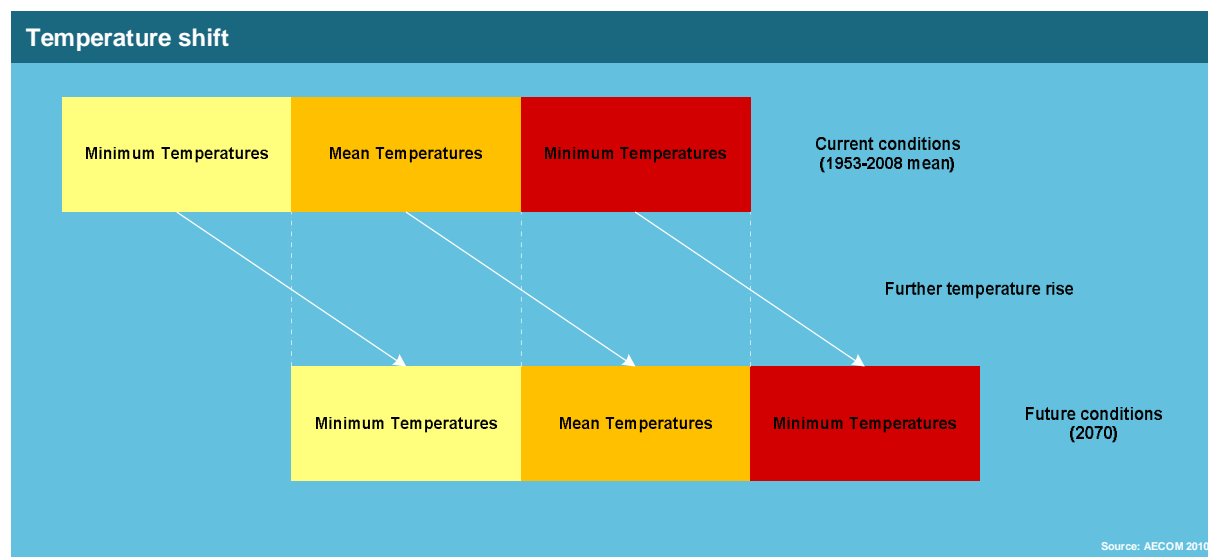 Temperature shift
Minimum Temperatures
Mean Temperatures
Minimum Temperatures
Current conditions
(1953-2008 mean)
Further temperature rise
Minimum Temperatures
Mean Temperatures
Minimum Temperatures
Future conditions
(2070)
Source: AECOM 2010